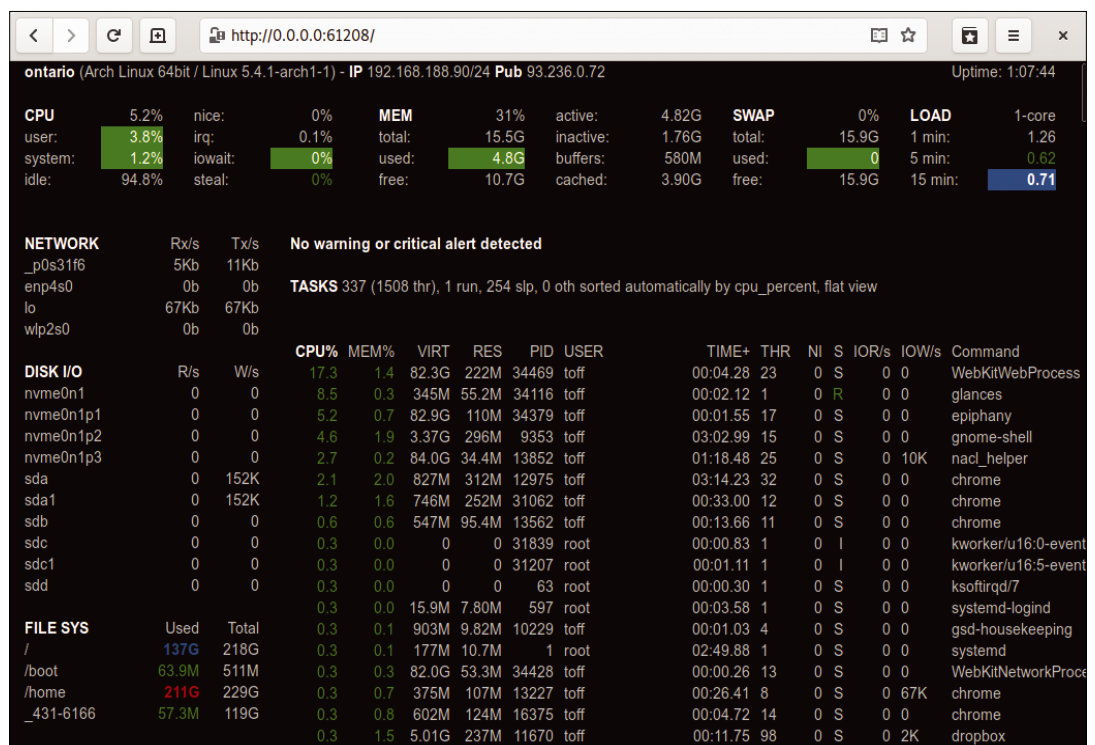 http://0.0.0.0:61208/
ontario (Arch Linux 64bit / Linux 5.4.1-arch1-1) - IP 192.168.188.90/24 Pub 93.236.0.72 Uptime: 1:07:44
CPU 5.2% nice: 0% MEM 31% active: 4.82G SWAP 0% LOAD 1-core
user: 3.8% irq: 0.1% total: 15.5G inactive: 1.76G total: 15.9G 1 min: 1.26
system: 1.2% iowait: 0% used: 4.8G buffers: 580M used: 0 5 min: 0.62
idle: 94.8% steal: 0% free: 10.7G cached: 3.90G free: 15.9G 15 min: 0.71
NETWORK Rx/s Tx/s
_p0s31f6 5Kb 11Kb
enp4s0 0b 0b
lo 67Kb 67Kb
wlp2s0 0b 0b
DISK I/O R/s W/s
nvme0n1 0 0
nvme0n1p1 0 0
nvme0n1p2 0 0
nvme0n1p3 0 0
sda 0 152K
sda1 0 152K
sdb 0 0
sdc 0 0
sdc1 0 0
sdd 0 0
FILE SYS Used Total
/ 137G 218G
/boot 63.9M 511M
/home 211G 229G
_431-6166 57.3M 119G
No warning or critical alert detected
TASKS 337 (1508 thr), 1 run, 254 slp, 0 oth sorted automatically by cpu_percent, flat view
CPU% MEM% VIRT RES PID USER TIME+ THR NI S IOR/s IOW/s Command
17.3 1.4 82.3G 222M 34469 toff 00:04.28 23 0 S 0 0 WebKitWebProcess
8.5 0.3 345M 55.2M 34116 toff 00:02.12 1 0 R 0 0 glances
5.2 0.7 82.9G 110M 34379 toff 00:01.55 17 0 S 0 0 epiphany
4.6 1.9 3.37G 296M 9353 toff 03:02.99 15 0 S 0 0 gnome-shell
2.7 0.2 84.0G 34.4M 13852 toff 01:18.48 25 0 S 0 10K nacl_helper
2.1 2.0 827M 312M 12975 toff 03:14.23 32 0 S 0 0 chrome
1.2 1.6 746M 252M 31062 toff 00:33.00 12 0 S 0 0 chrome
0.6 0.6 547M 95.4M 13562 toff 00:13.66 11 0 S 0 0 chrome
0.3 0.0 0 0 31839 root 00:00.83 1 0 I 0 0 kworker/u16:0-event
0.3 0.0 0 0 31207 root 00:01.11 1 0 I 0 0 kworker/u16:5-event
0.3 0.0 0 0 63 root 00:00.30 1 0 S 0 0 ksoftirqd/7
0.3 0.0 15.9M 7.80M 597 root 00:03.58 1 0 S 0 0 systemd-logind
0.3 0.1 903M 9.82M 10229 toff 00:01.03 4 0 S 0 0 gsd-housekeeping
0.3 0.1 177M 10.7M 1 root 02:49.88 1 0 S 0 0 systemd
0.3 0.3 82.0G 53.3M 34428 toff 00:00.26 13 0 S 0 0 WebKitNetworkProce
0.3 0.7 375M 107M 13227 toff 00:26.41 8 0 S 0 67K chrome
0.3 0.8 602M 124M 16375 toff 00:04.72 14 0 S 0 0 chrome
0.3 1.5 5.01G 237M 11670 toff 00:11.75 98 0 S 0 2K dropbox